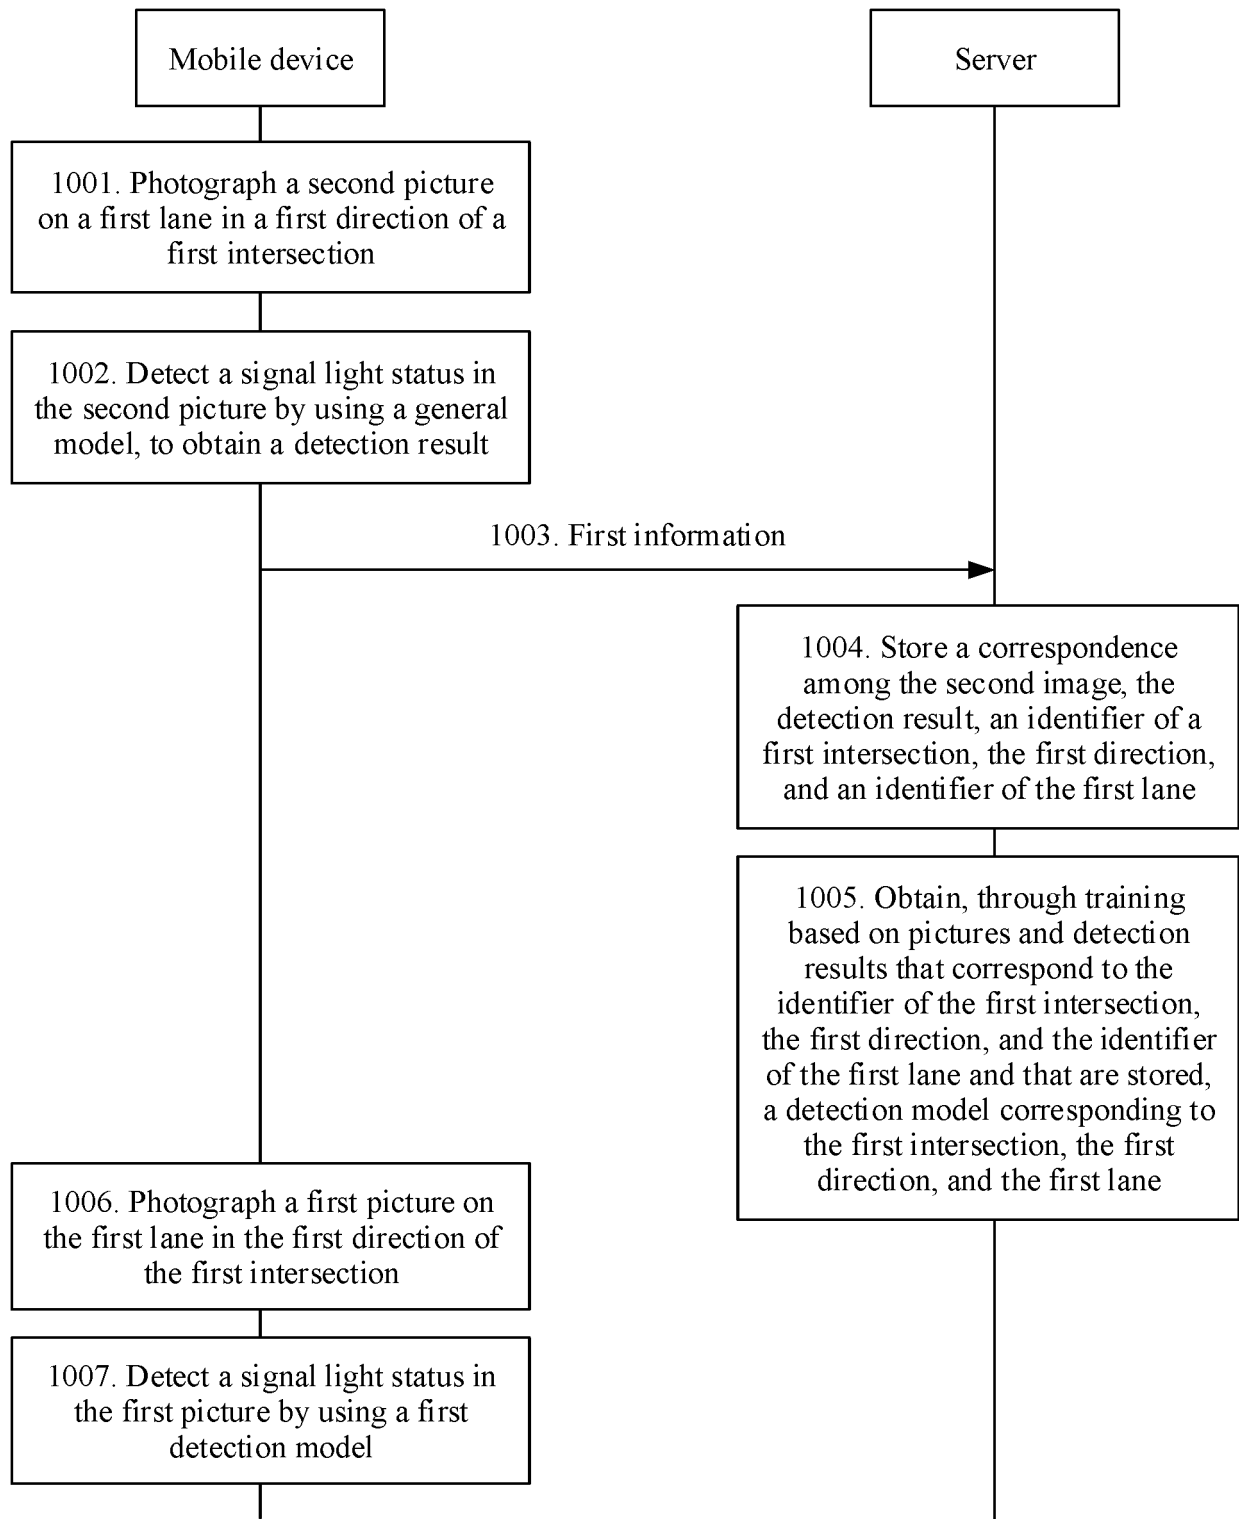 Mobile device
Server
1001. Photograph a second picture
on a first lane in a first direction of a
first intersection
1002. Detect a signal light status in
the second picture by using a general
model, to obtain a detection result
1003. First information
1004. Store a correspondence
among the second image, the
detection result, an identifier of a
first intersection, the first direction,
and an identifier of the first lane
1005. Obtain, through training
based on pictures and detection
results that correspond to the
identifier of the first intersection,
the first direction, and the identifier
of the first lane and that are stored,
a detection model corresponding to
the first intersection, the first
direction, and the first lane
1006. Photograph a first picture on
the first lane in the first direction of
the first intersection
1007. Detect a signal light status in
the first picture by using a first
detection model